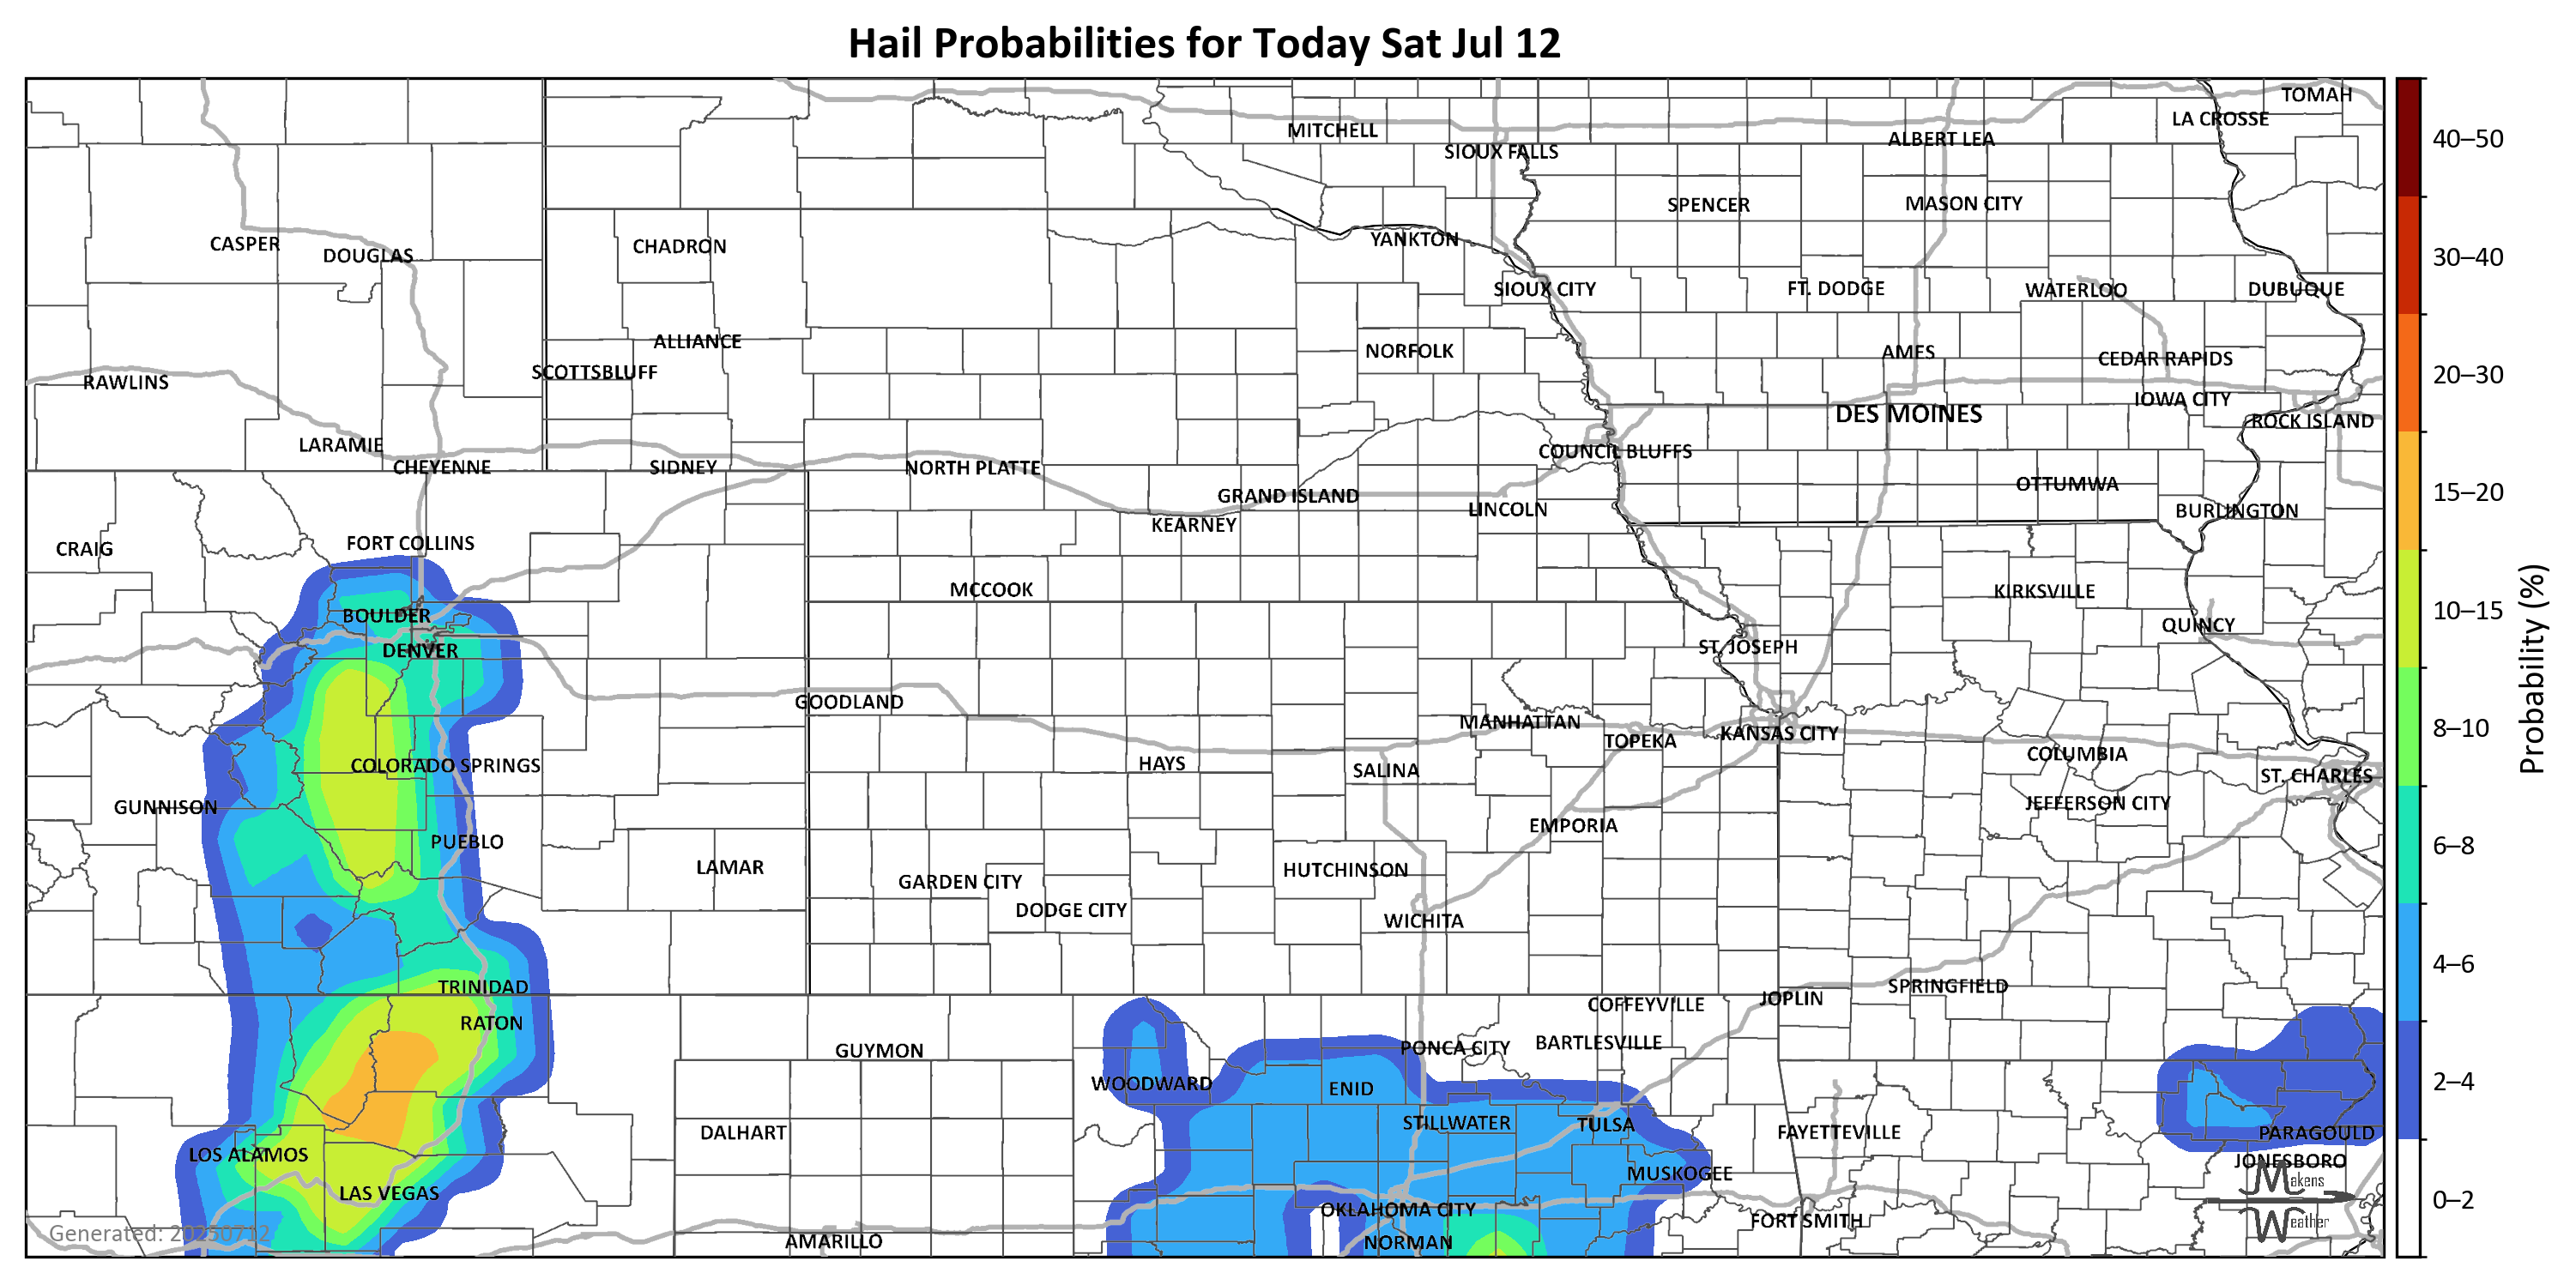 Hail Probabilities for Today Sat Jul 12
TOMAH
LA CROSSE
MITCHELL
ALBERT LEA
SIOUX FALLS
SPENCER
MASON CITY
YANKTON
CASPER
CHADRON
DOUGLAS
SIOUX CITY
FT. DODGE
WATERLOO
DUBUQUE
ALLIANCE
NORFOLK
AMES
CEDAR RAPIDS
SCOTTSBLUFF
RAWLINS
IOWA CITY
DES MOINES
ROCK ISLAND
LARAMIE
COUNCIL BLUFFS
CHEYENNE
SIDNEY
NORTH PLATTE
OTTUMWA
GRAND ISLAND
LINCOLN
BURLINGTON
KEARNEY
FORT COLLINS
CRAIG
MCCOOK
KIRKSVILLE
BOULDER
QUINCY
DENVER
ST. JOSEPH
GOODLAND
MANHATTAN
TOPEKA
KANSAS CITY
COLUMBIA
COLORADO SPRINGS
HAYS
SALINA
ST. CHARLES
GUNNISON
JEFFERSON CITY
EMPORIA
PUEBLO
LAMAR
HUTCHINSON
GARDEN CITY
DODGE CITY
WICHITA
TRINIDAD
SPRINGFIELD
JOPLIN
COFFEYVILLE
RATON
BARTLESVILLE
PONCA CITY
GUYMON
WOODWARD
ENID
STILLWATER
TULSA
DALHART
FAYETTEVILLE
PARAGOULD
LOS ALAMOS
JONESBORO
MUSKOGEE
LAS VEGAS
OKLAHOMA CITY
FORT SMITH
NORMAN
AMARILLO
Generated: 20250712
Makens
Weather
40–50
30–40
20–30
15–20
10–15
8–10
6–8
4–6
2–4
0–2
Probability (%)